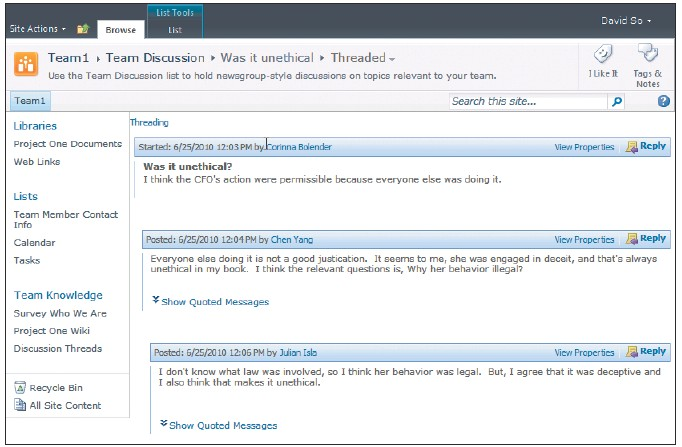 List Tools
David So
Site Actions Browse List
Team1 Team Discussion Was it unethical Threaded
Use the Team Discussion list to hold newsgroup-style discussions on topics relevant to your team.
I Like It Tags & Notes
Team1
Search this site...
Libraries
Project One Documents
Web Links
Lists
Team Member Contact
Info
Calendar
Tasks
Team Knowledge
Survey Who We Are
Project One Wiki
Discussion Threads
Recycle Bin
All Site Content
Threading
Started: 6/25/2010 12:03 PM by Corinna Bolender View Properties Reply
Was it unethical?
I think the CFO's action were permissible because everyone else was doing it.
Posted: 6/25/2010 12:04 PM by Chen Yang View Properties Reply
Everyone else doing it is not a good justication. It seems to me, she was engaged in deceit, and that's always
unethical in my book. I think the relevant questions is, Why her behavior illegal?
Show Quoted Messages
Posted: 6/25/2010 12:06 PM by Julian Isla View Properties Reply
I don't know what law was involved, so I think her behavior was legal. But, I agree that it was deceptive and
I also think that makes it unethical.
Show Quoted Messages